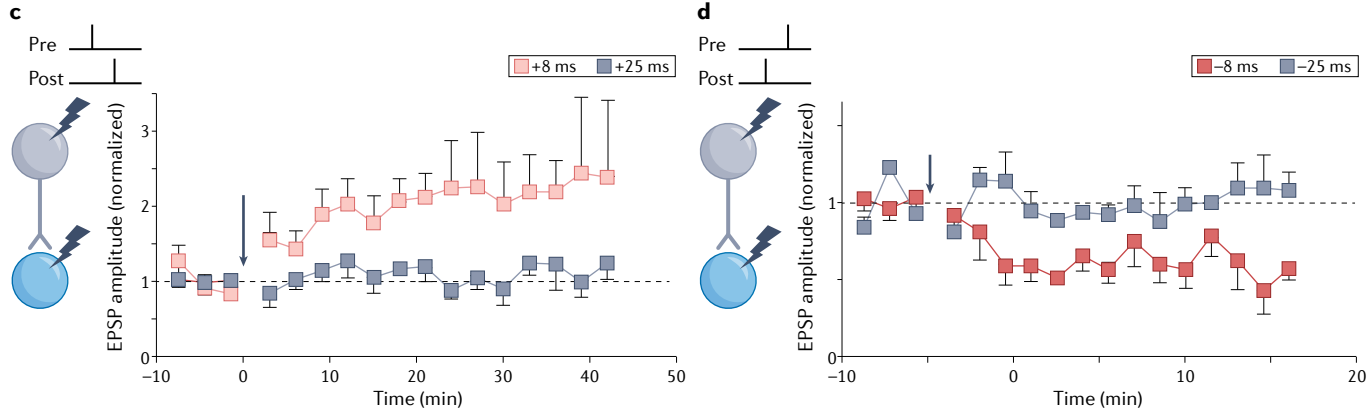 c
Pre
Post
+8 ms +25 ms
EPSP amplitude (normalized)
3
2
1
0
–10 0 10 20 30 40 50
Time (min)
d
Pre
Post
–8 ms –25 ms
EPSP amplitude (normalized)
1
0
–10 0 10 20
Time (min)